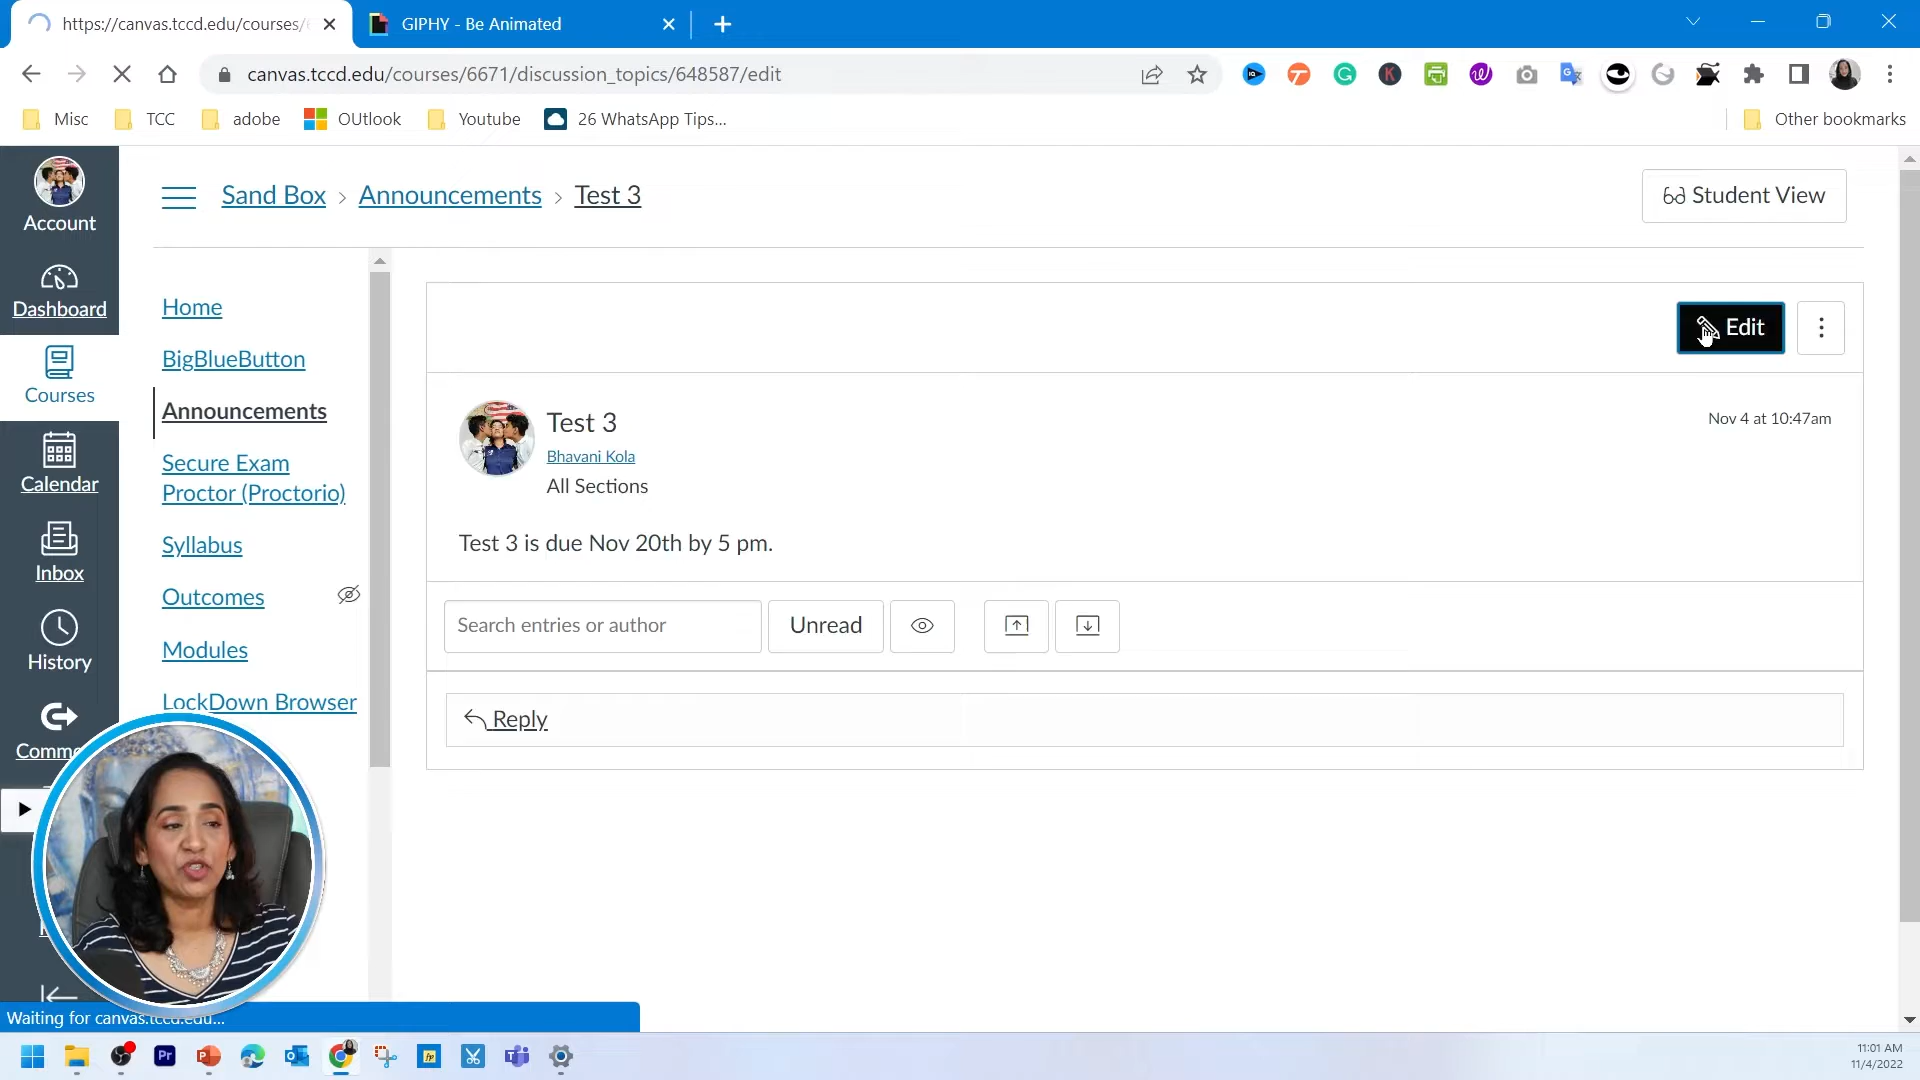 https://canvas.tccd.edu/courses/
GIPHY - Be Animated
canvas.tccd.edu/courses/6671/discussion_topics/648587/edit
Misc
TCC
adobe
OUtlook
Youtube
26 WhatsApp Tips...
Other bookmarks
Account
Dashboard
Courses
Calendar
Inbox
History
Comm
Sand Box > Announcements > Test 3
Student View
Home
BigBlueButton
Announcements
Secure Exam
Proctor (Proctorio)
Syllabus
Outcomes
Modules
LockDown Browser
Edit
Test 3
Nov 4 at 10:47am
Bhavani Kola
All Sections
Test 3 is due Nov 20th by 5 pm.
Search entries or author
Unread
Reply
Waiting for canvas.tccd.edu...
11:01 AM
11/4/2022